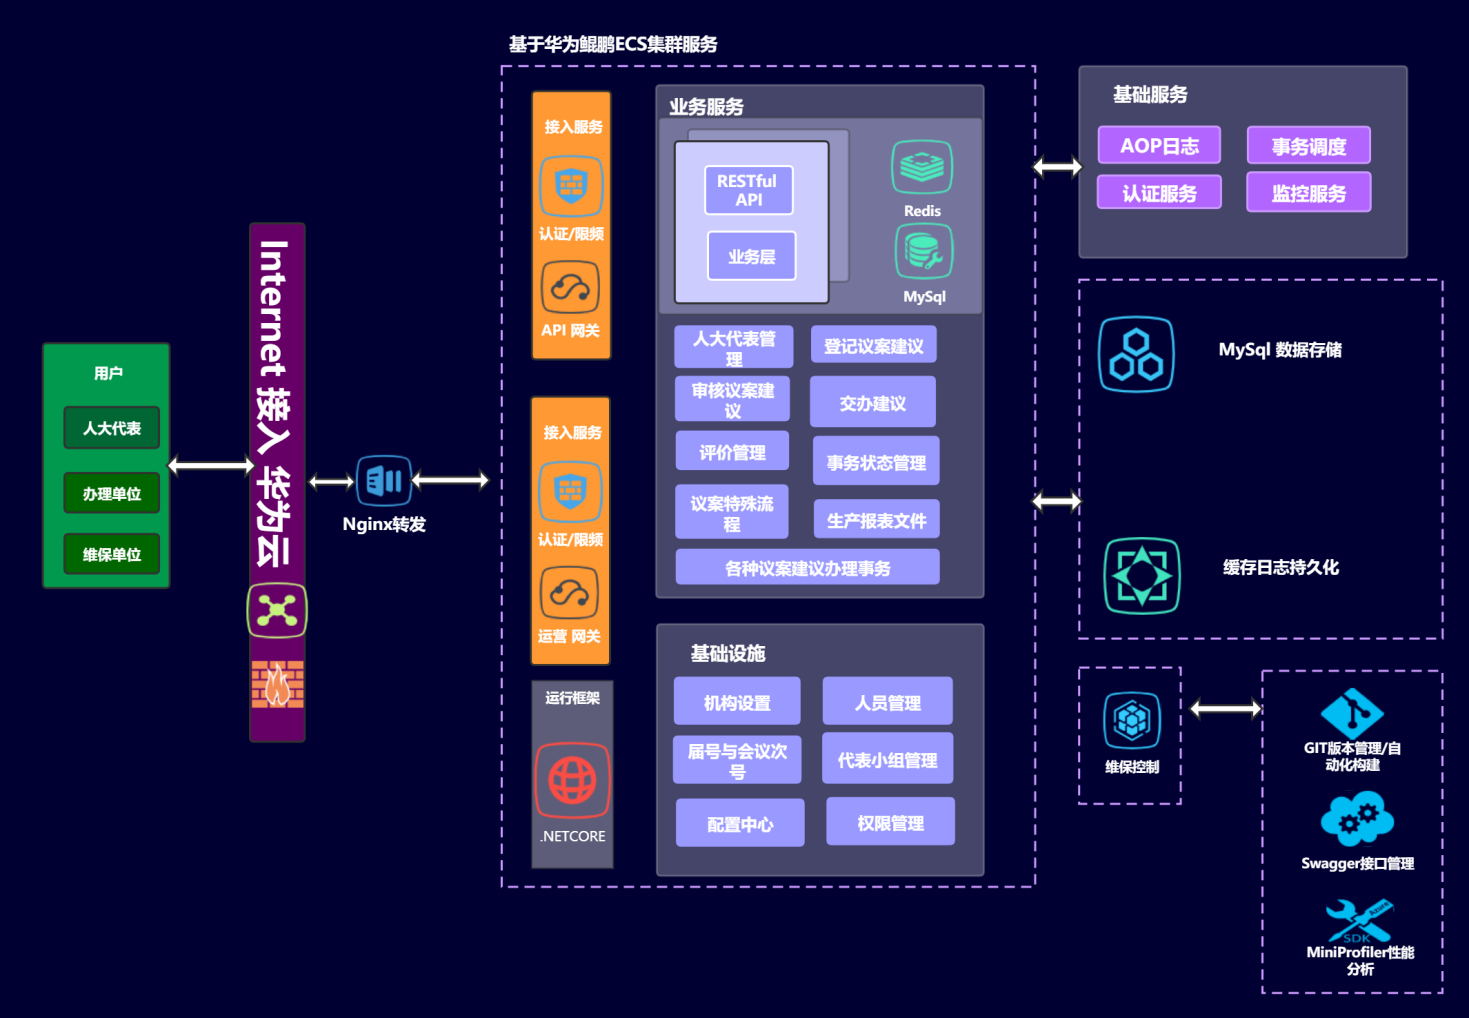 基于华为鲲鹏ECS集群服务
用户
人大代表
办理单位
维保单位
Internet 接入 华为云
Nginx转发
接入服务
认证/限频
API 网关
接入服务
认证/限频
运营 网关
运行框架
.NETCORE
业务服务
RESTful
API
业务层
Redis
MySql
人大代表管
理
登记议案建议
审核议案建
议
交办建议
评价管理
事务状态管理
议案特殊流
程
生产报表文件
各种议案建议办理事务
基础设施
机构设置
人员管理
届号与会议次
号
代表小组管理
配置中心
权限管理
基础服务
AOP日志
事务调度
认证服务
监控服务
MySql 数据存储
缓存日志持久化
维保控制
GIT版本管理/自
动化构建
Swagger接口管理
Azure
SDK
MiniProfiler性能
分析